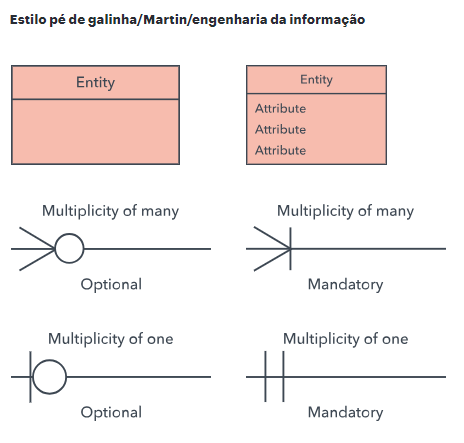 Estilo pé de galinha/Martin/engenharia da informação
Entity
Entity
Attribute
Attribute
Attribute
Multiplicity of many
Optional
Multiplicity of many
Mandatory
Multiplicity of one
Optional
Multiplicity of one
Mandatory